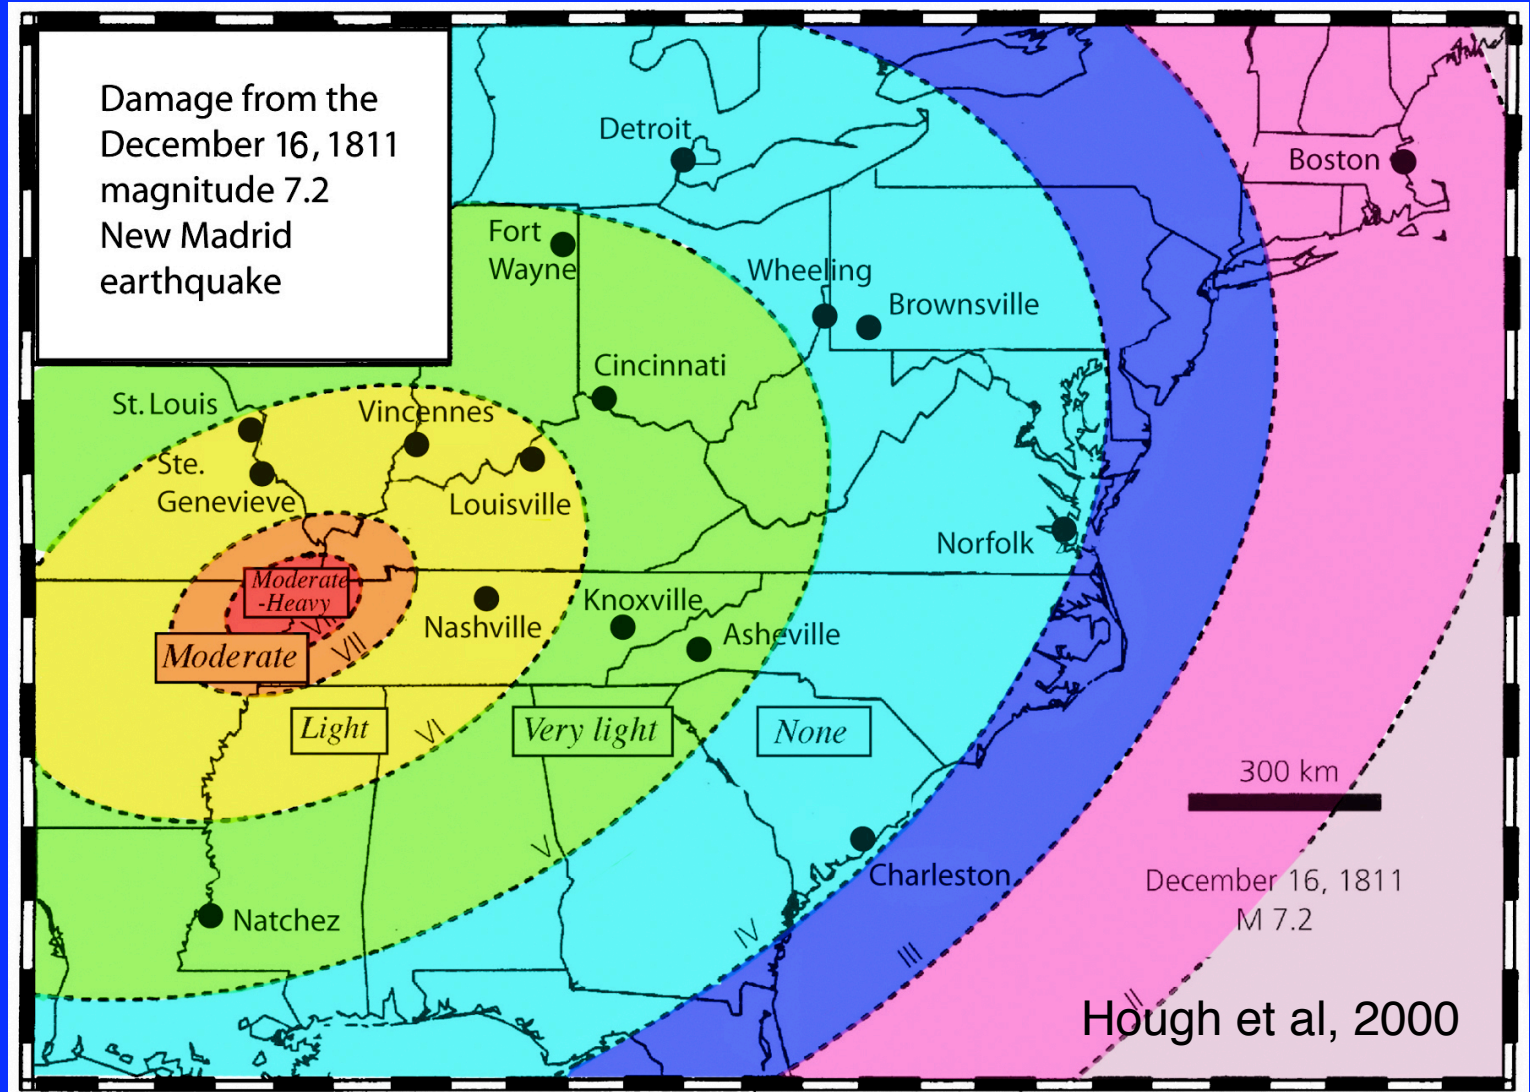 Damage from the
December 16, 1811
magnitude 7.2
New Madrid
earthquake
Detroit
Boston
Fort
Wayne
Wheeling
Brownsville
Cincinnati
St. Louis
Vincennes
Ste.
Genevieve
Louisville
Norfolk
Moderate
-Heavy
VIII
Nashville
Knoxville
Asheville
Moderate
VII
Light
VI
Very light
None
300 km
V
Charleston
December 16, 1811
M 7.2
Natchez
IV
III
II
Hough et al, 2000